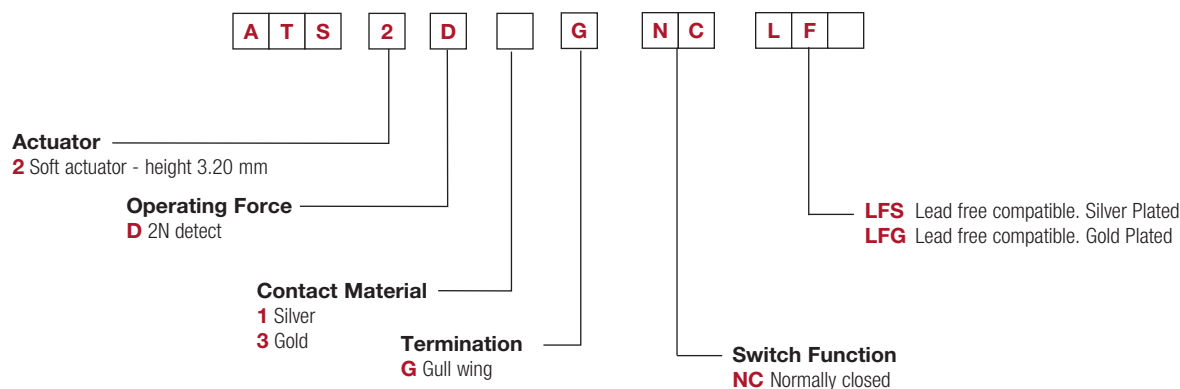 A T S 2 D G N C L F
Actuator
2 Soft actuator - height 3.20 mm
Operating Force
D 2N detect
LFS Lead free compatible. Silver Plated
LFG Lead free compatible. Gold Plated
Contact Material
1 Silver
3 Gold
Termination
G Gull wing
Switch Function
NC Normally closed